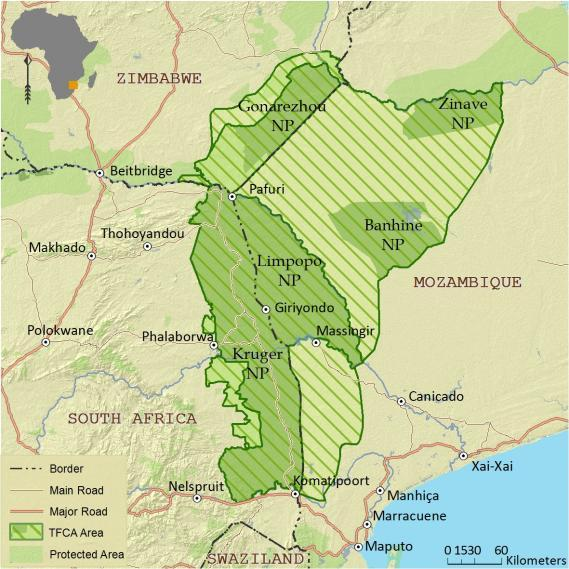 ZIMBABWE
Gonarezhou
NP
Zinave
NP
Beitbridge
Pafuri
Thohoyandou
Makhado
Banhine
NP
Limpopo
NP
MOZAMBIQUE
Giriyondo
Polokwane
Phalaborwa
Massingir
Kruger
NP
Canicado
SOUTH AFRICA
Xai-Xai
Nelspruit
Komatipoort
Manhiça
Marracuene
Maputo
SWAZILAND
Border
Main Road
Major Road
TFCA Area
Protected Area
0 1530 60
Kilometers